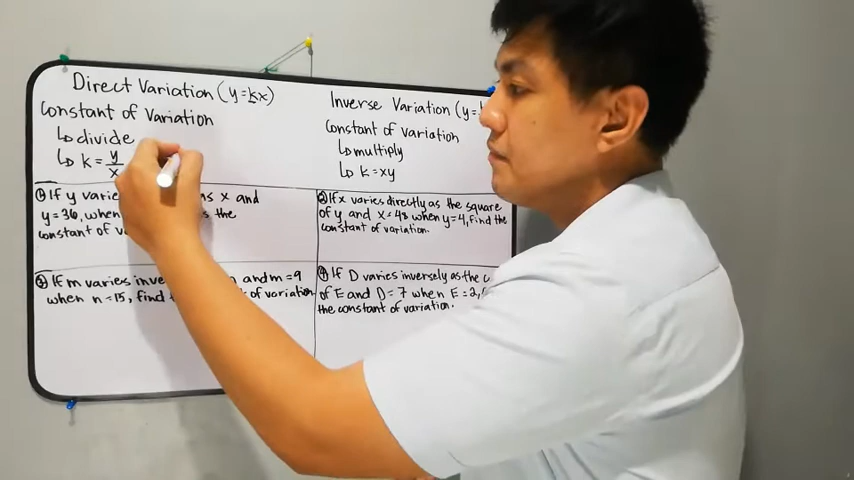 Direct Variation (y=kx)
Constant of Variation
↳ divide
↳ k = y/x
Inverse Variation (y=
Constant of Variation
↳ multiply
↳ k = xy
① If y as x and
y=36, when the
constant of
② If x varies directly as the square
of y and x=48 when y=4, find the
constant of variation.
③ If m varies and m=9
when n=15, find of variation
④ If D varies inversely as the
of E and D=7 when E=2,
the constant of variation.